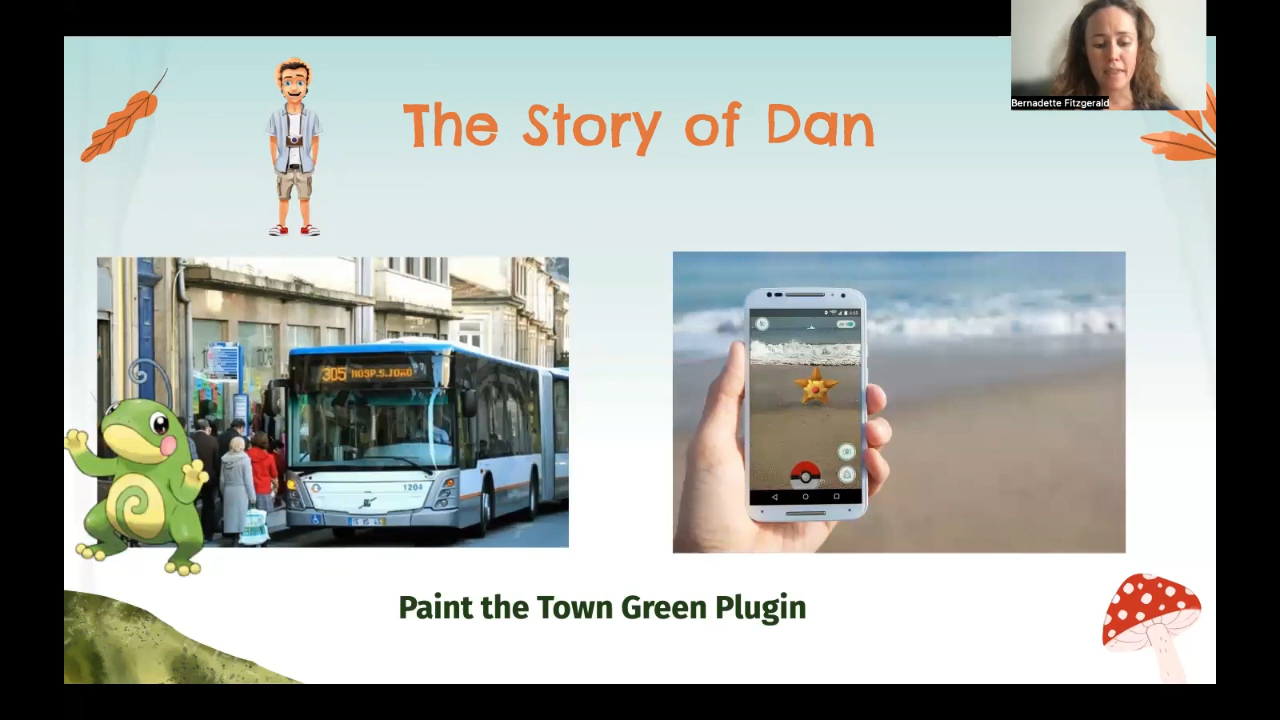 Bernadette Fitzgerald
The Story of Dan
305 HOSP.S.JOÃO
1204
Paint the Town Green Plugin